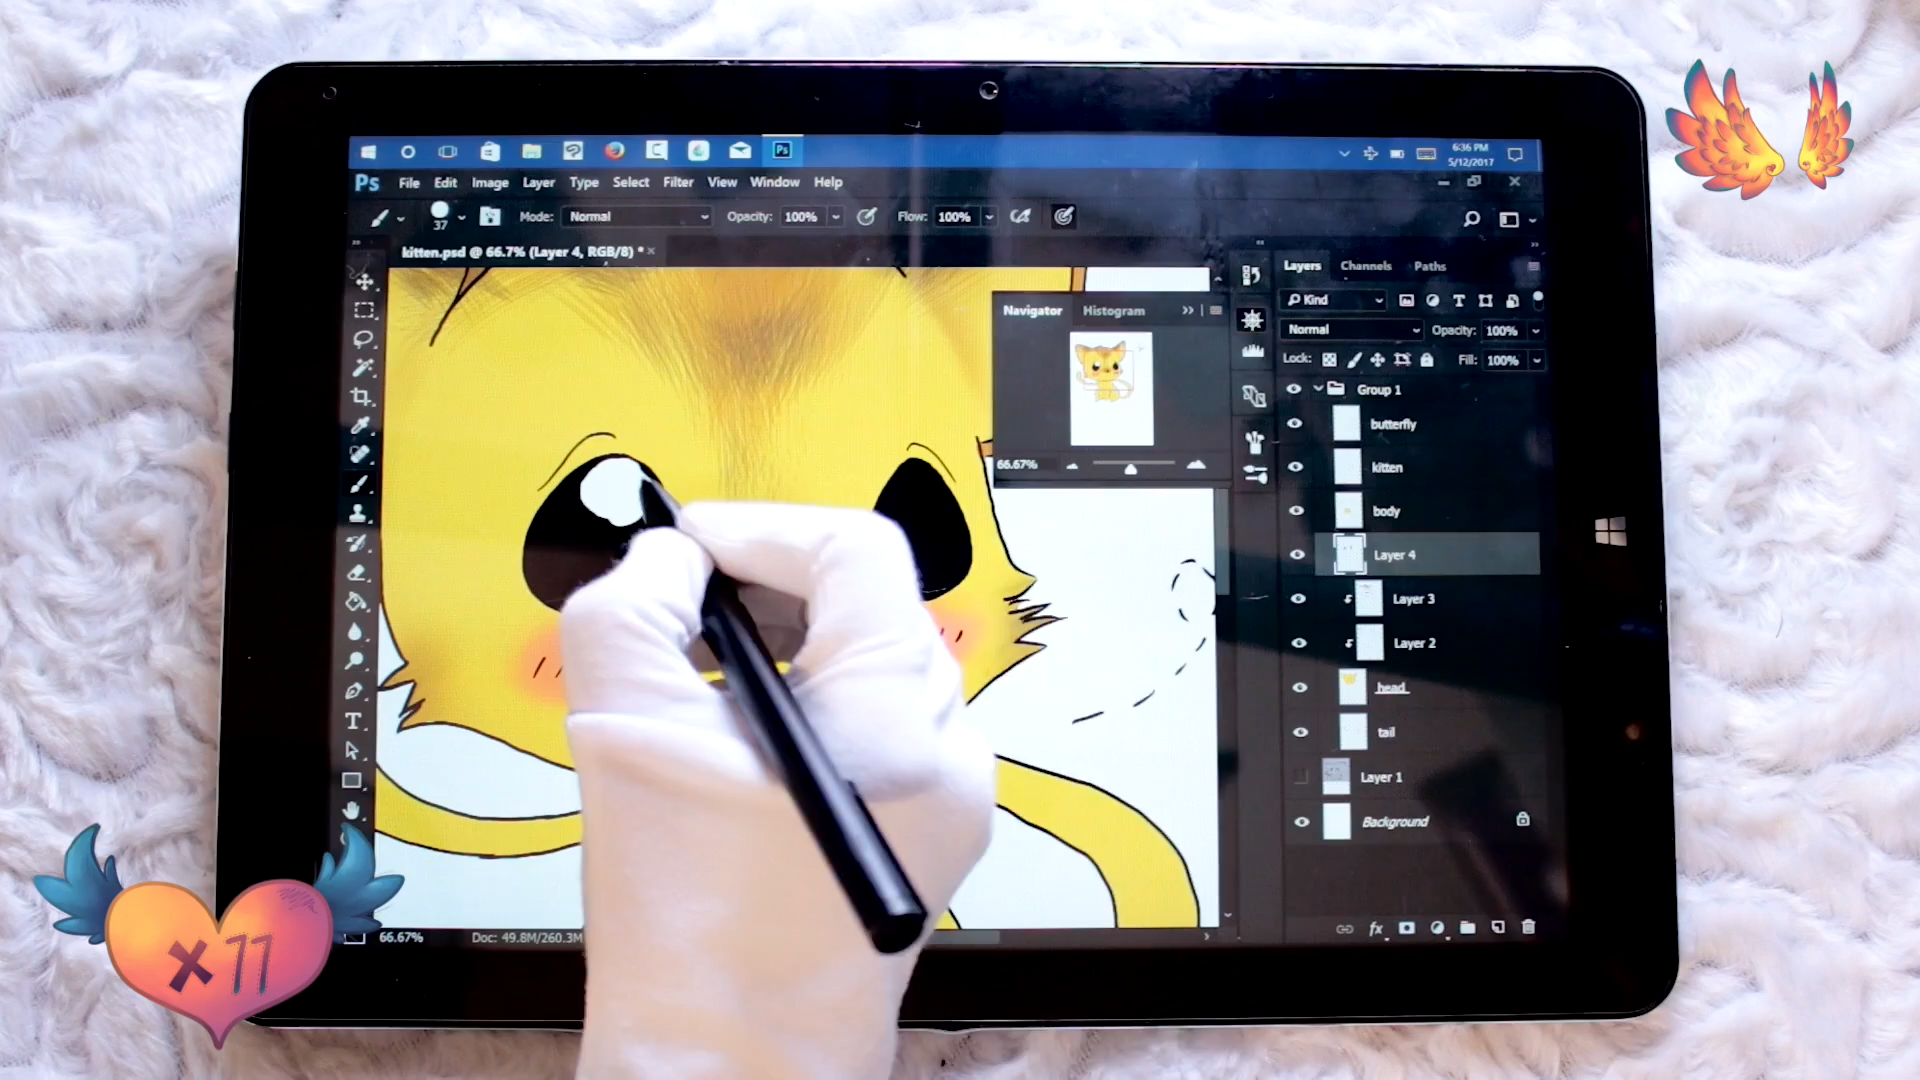 6:36 PM
5/12/2017
Ps
Ps File Edit Image Layer Type Select Filter View Window Help
37 Mode: Normal Opacity: 100% Flow: 100%
kitten.psd @ 66.7% (Layer 4, RGB/8) * ×
Navigator Histogram
66.67%
Layers Channels Paths
Kind
Normal Opacity: 100%
Lock: Fill: 100%
Group 1
butterfly
kitten
body
Layer 4
Layer 3
Layer 2
head
tail
Layer 1
Background
fx
T
66.67% Doc: 49.8M/260.3M
x 11